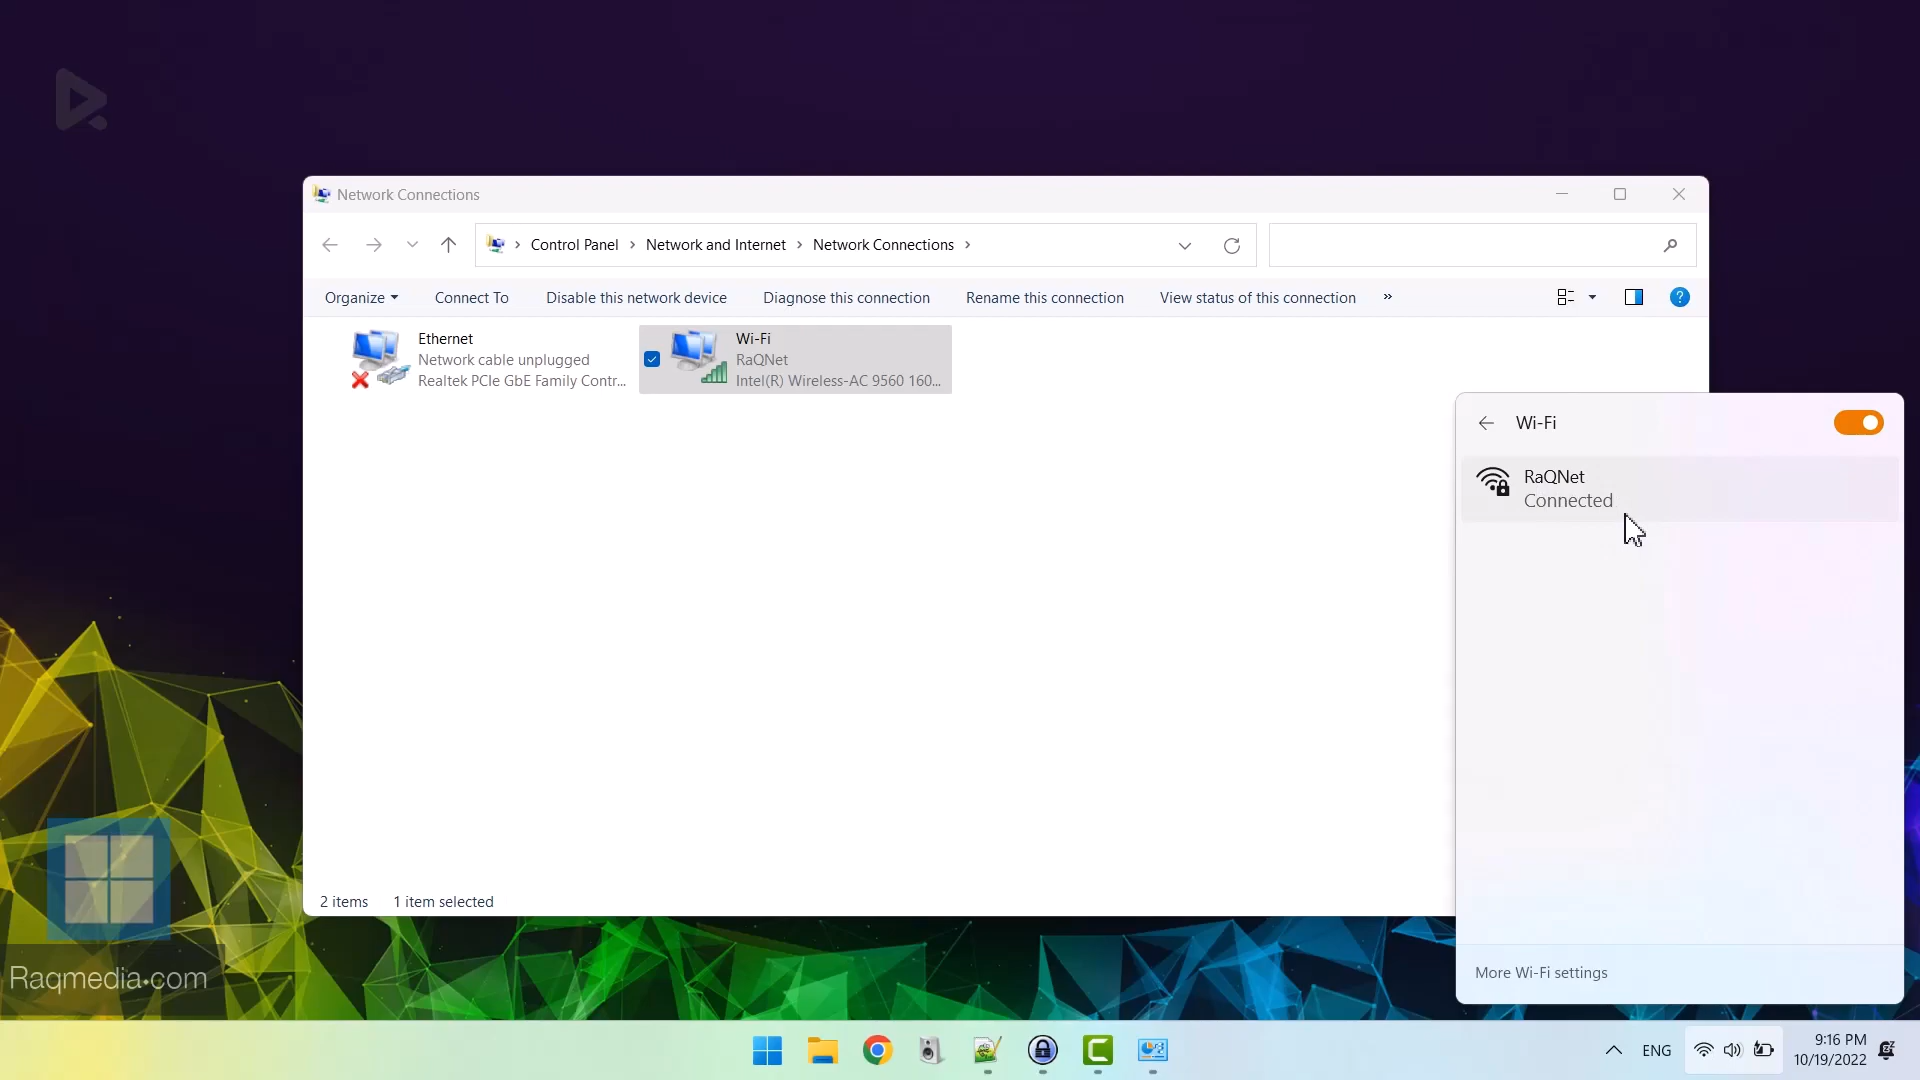 Network Connections
Control Panel > Network and Internet > Network Connections >
Organize Connect To Disable this network device Diagnose this connection Rename this connection View status of this connection »
Ethernet
Network cable unplugged
Realtek PCIe GbE Family Contr...
Wi-Fi
RaQNet
Intel(R) Wireless-AC 9560 160...
Wi-Fi
RaQNet
Connected
More Wi-Fi settings
2 items 1 item selected
Raqmedia.com
ENG
9:16 PM
10/19/2022